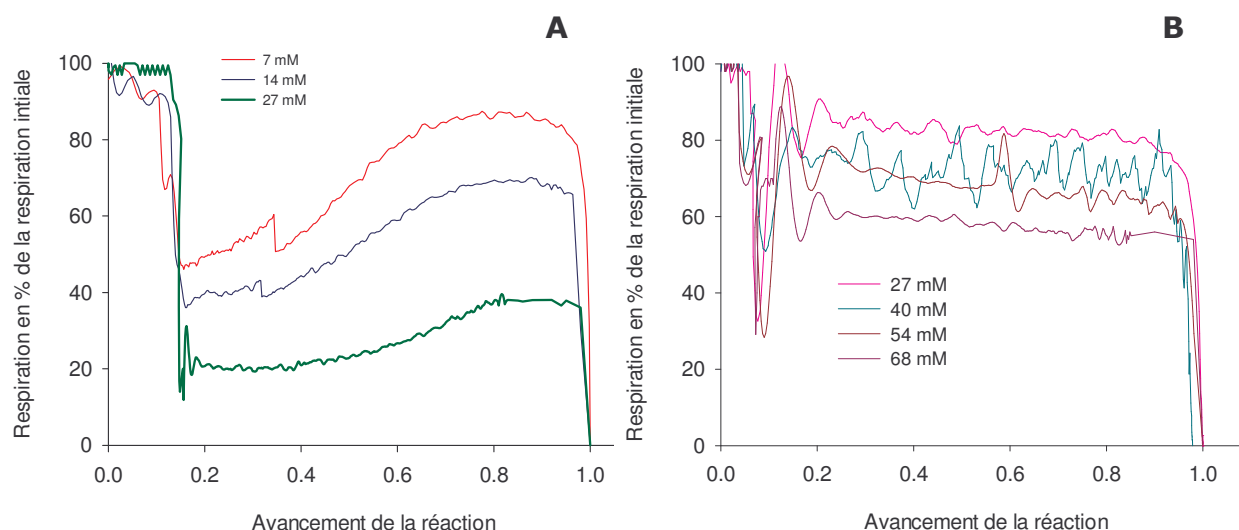 A
Respiration en % de la respiration intiale
100
80
60
40
20
0
7 mM
14 mM
27 mM
0.0 0.2 0.4 0.6 0.8 1.0
Avancement de la réaction
B
Respiration en % de la respiration initiale
100
80
60
40
20
0
27 mM
40 mM
54 mM
68 mM
0.0 0.2 0.4 0.6 0.8 1.0
Avancement de la réaction